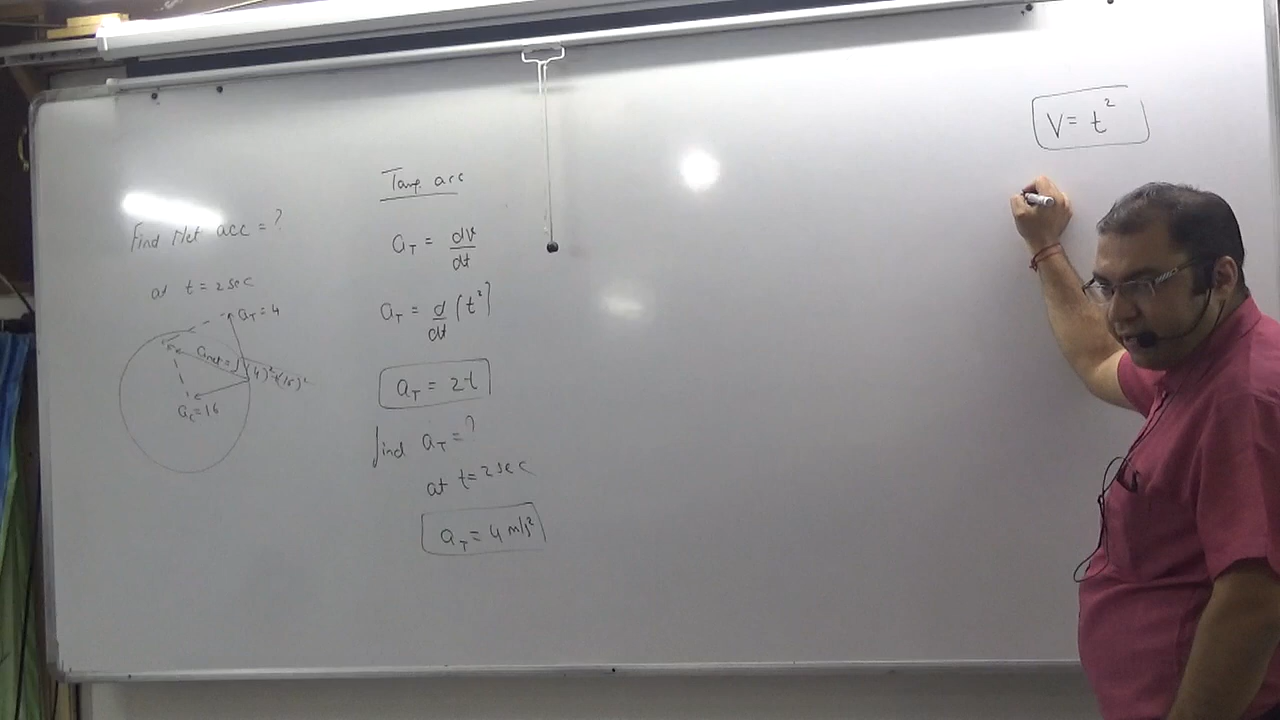 Find Net acc = ?
at t = 2 sec
a_T = 4
a_net = √(4)²+(16)²
a_c = 16
Tang. acc
a_T = dv/dt
a_T = d/dt (t²)
a_T = 2t
find a_T = ?
at t = 2 sec
a_T = 4 m/s²
V = t²